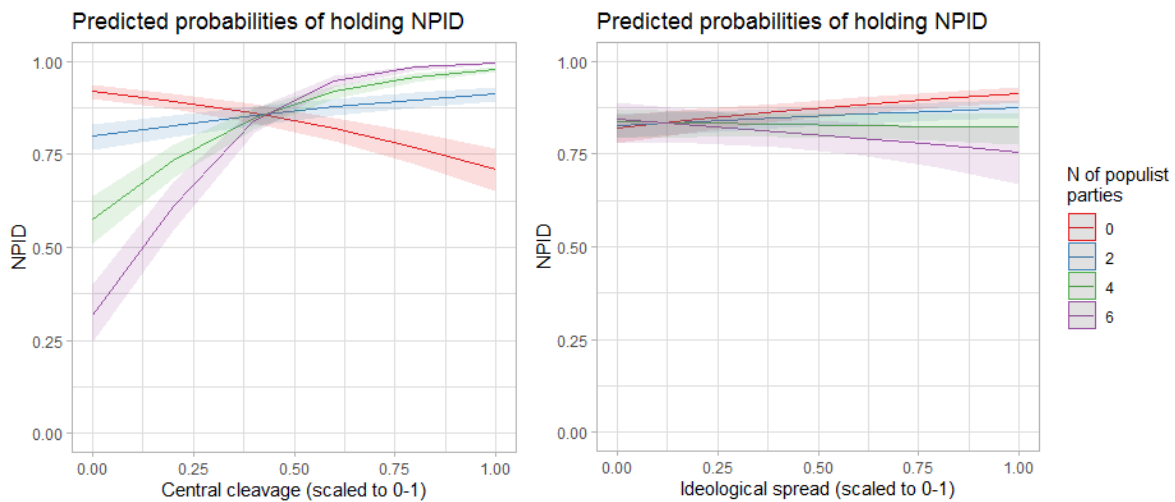 Predicted probabilities of holding NPID
1.00
0.75
0.50
0.25
0.00
NPID
0.00 0.25 0.50 0.75 1.00
Central cleavage (scaled to 0-1)
Predicted probabilities of holding NPID
1.00
0.75
0.50
0.25
0.00
NPID
0.00 0.25 0.50 0.75 1.00
Ideological spread (scaled to 0-1)
N of populist
parties
0
2
4
6